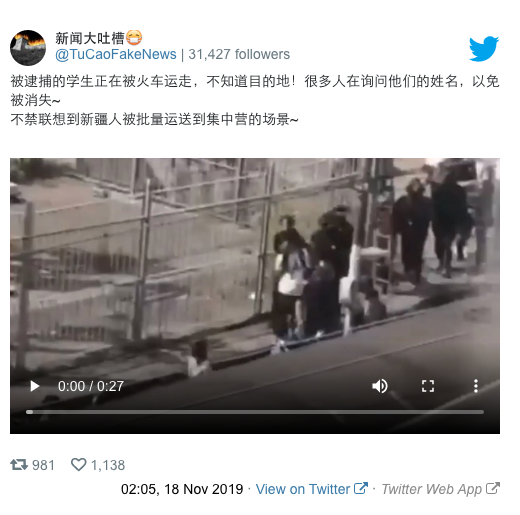 新闻大吐槽😷
@TuCaoFakeNews | 31,427 followers
被逮捕的学生正在被火车运走，不知道目的地！很多人在询问他们的姓名，以免
被消失~
不禁联想到新疆人被批量运送到集中营的场景~
0:00 / 0:27
981 1,138
02:05, 18 Nov 2019 · View on Twitter · Twitter Web App